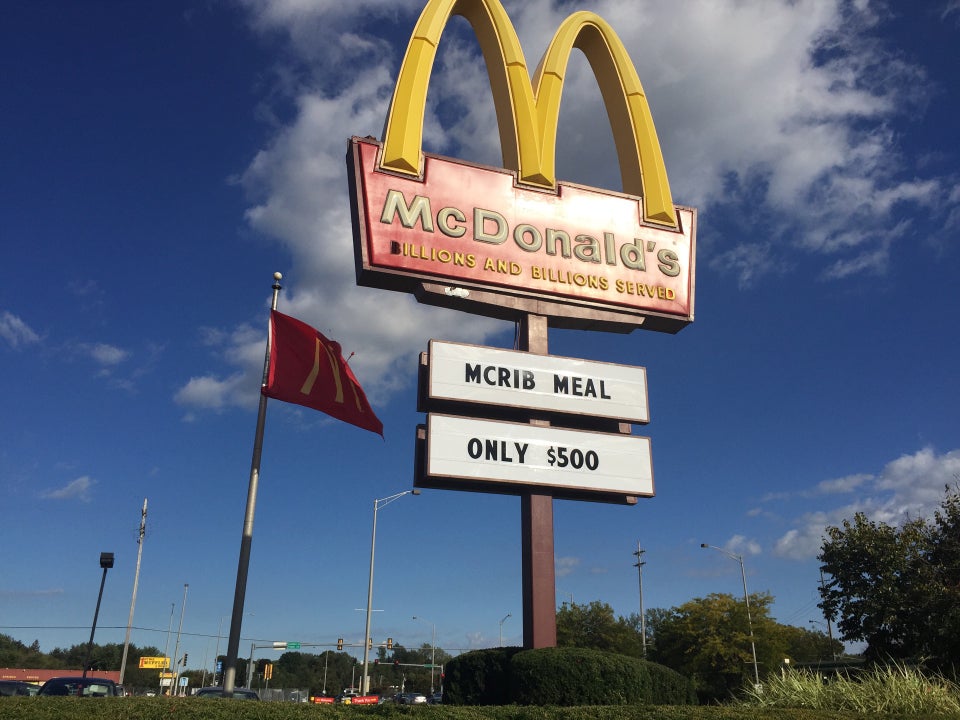 McDonald's
BILLIONS AND BILLIONS SERVED
MCRIB MEAL
ONLY $500